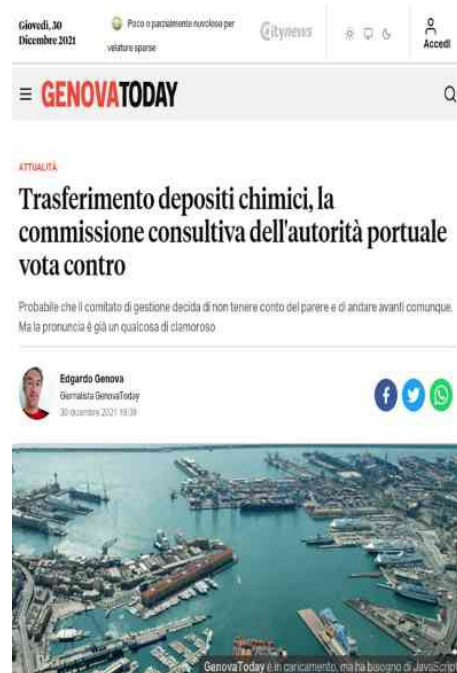 Giovedì, 30
Dicembre 2021
Poco o parzialmente nuvoloso per
velature sparse
Citynews
Accedi
GENOVATODAY
ATTUALITÀ
Trasferimento depositi chimici, la
commissione consultiva dell'autorità portuale
vota contro
Probabile che il comitato di gestione decida di non tenere conto del parere e di andare avanti comunque.
Ma la pronuncia è già un qualcosa di clamoroso
Edgardo Genova
Giornalista GenovaToday
30 dicembre 2021 19:39
GenovaToday è in caricamento, ma ha bisogno di JavaScript